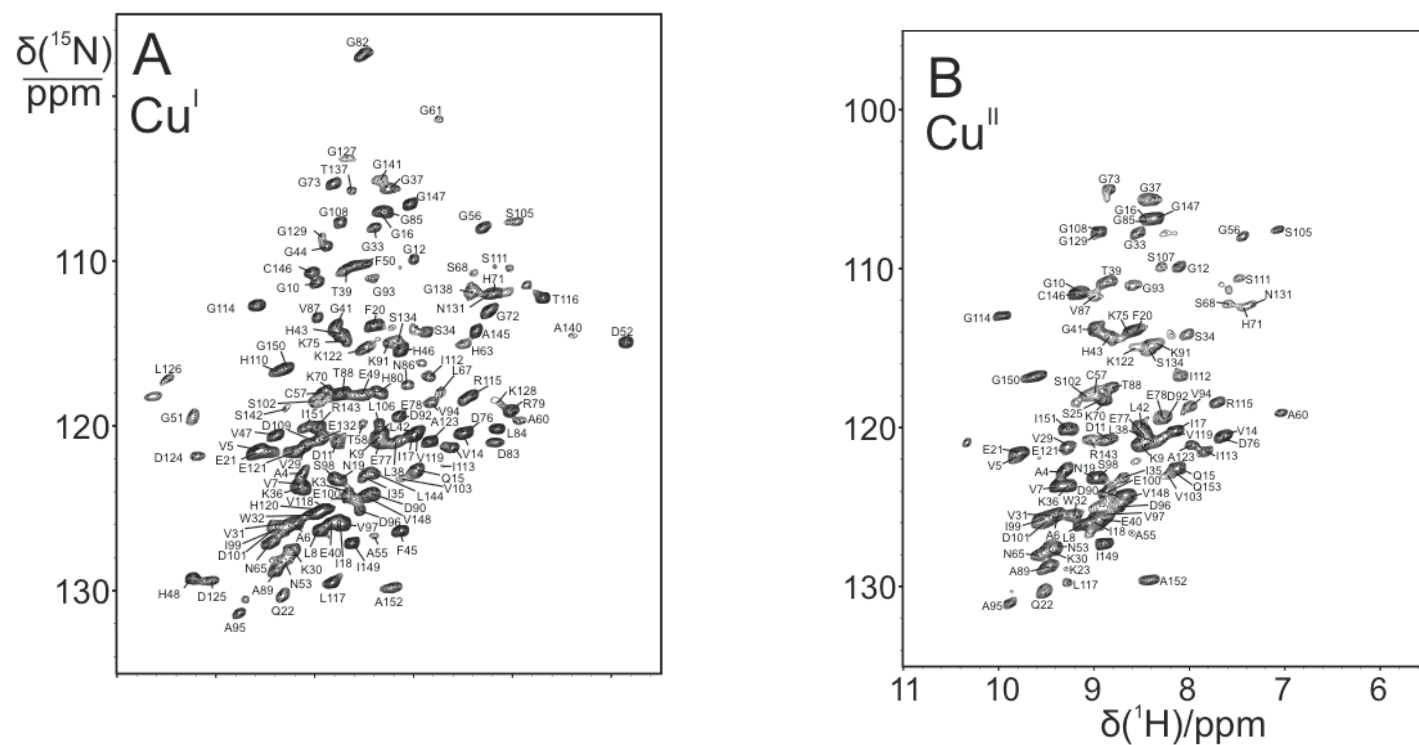 δ(¹⁵N)
ppm
A
Cuᴵ
G82
G61
G127
T137
G141
G37
G73
G147
G108
G85
G56
S105
G129
G16
G33
G12
G44
F50
C146
S68
S111
G10
T39
G93
G138
H71
N131
T116
G114
V87
G41
F20
S134
G72
H43
S34
A145
A140
D52
K75
H46
H63
K122
K91
G150
N86
I112
H110
L126
K70
T88
E49
H80
L67
C57
R115
K128
S102
L106
E78
R79
G51
S142
I151
R143
D92
V94
D76
A60
D109
E132
L42
A123
L84
V47
T58
V5
D11
K9
I17
V119
V14
D83
E21
E77
D124
E121
V29
S98
N19
L38
I113
A4
Q15
V7
K3
I35
L144
V103
K36
E100
H120
V118
D90
W32
V148
V31
D96
I99
A6
V97
D101
L8
E40
A55
F45
I18
I149
N65
K30
A89
N53
H48
D125
L117
A152
Q22
A95
110
120
130
B
Cuᴵᴵ
G73
G37
G16
G147
G85
G108
G56
S105
G129
G33
S107
G12
T39
S111
G10
G93
C146
S68
N131
V87
G114
K75
F20
H71
G41
S34
H43
K91
K122
S134
G150
C57
I112
S102
T88
E78
D92
V94
R115
S25
K70
A60
I151
D11
L42
E77
I17
V14
V29
L38
V119
D76
E21
E121
K9
A123
I113
V5
R143
A4
N19
S98
I35
Q15
V7
Q153
D90
K36
W32
V148
V103
D96
V31
V97
I99
E40
D101
A6
L8
I18
A55
N53
N65
K30
I149
A89
K23
L117
A152
A95
Q22
100
110
120
130
11
10
9
8
7
6
δ(¹H)/ppm